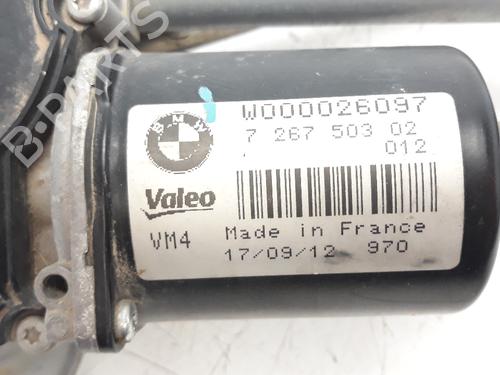 W000026097
BMW
7 267 503 02
012
Valeo
VM4 Made in France
17/09/12 970
B-PARTS